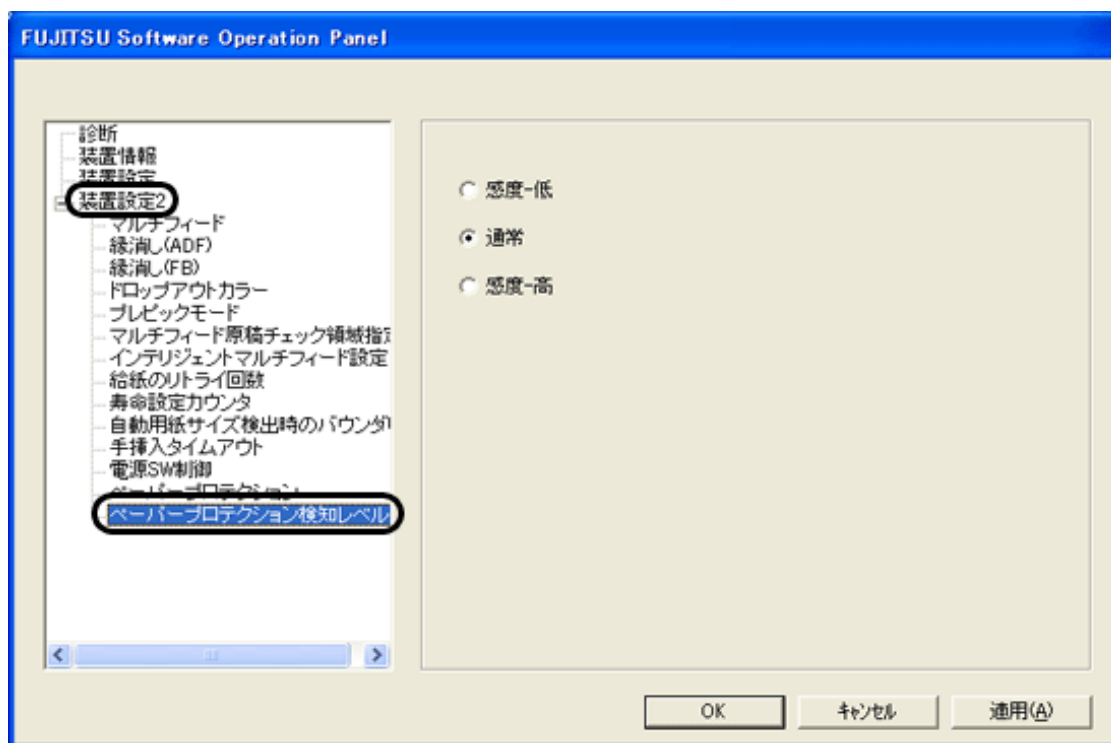 FUJITSU Software Operation Panel
診断
装置情報
装置設定
装置設定2
マルチフィード
縁消し(ADF)
縁消し(FB)
ドロップアウトカラー
プレピックモード
マルチフィード原稿チェック領域指定
インテリジェントマルチフィード設定
給紙のリトライ回数
寿命設定カウンタ
自動用紙サイズ検出時のバウンダリ
手挿入タイムアウト
電源SW制御
ペーパープロテクション
ペーパープロテクション検知レベル
感度-低
通常
感度-高
OK
キャンセル
適用(A)